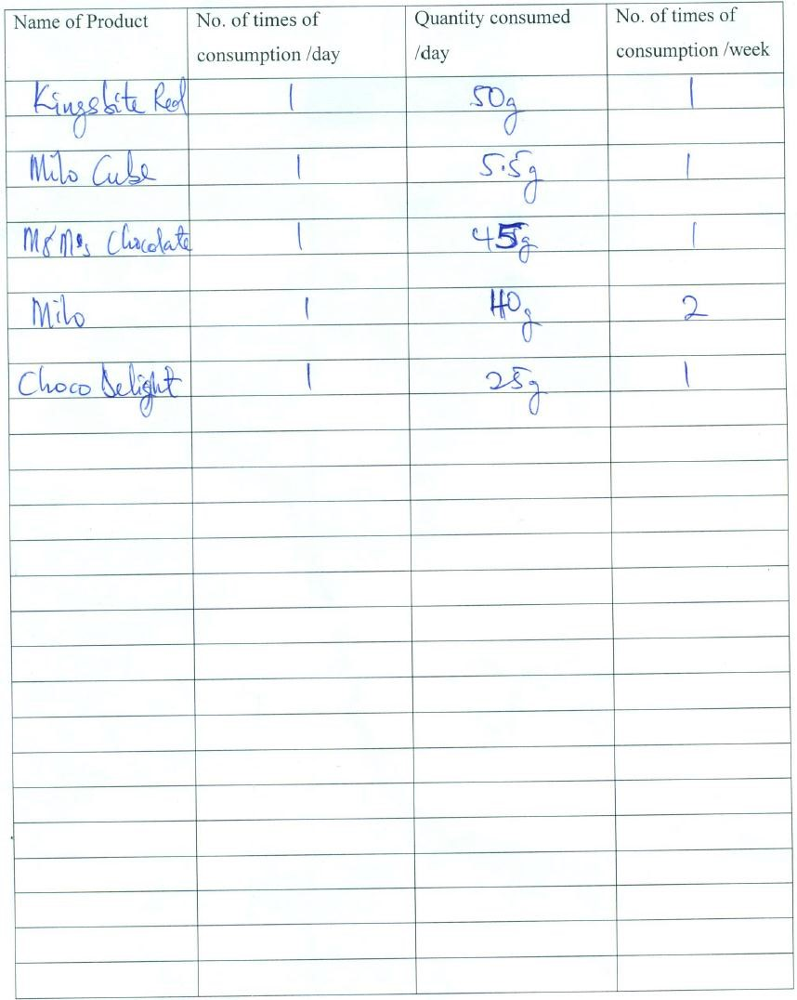 Name of Product No. of times of consumption /day Quantity consumed /day No. of times of consumption /week
Kingsbite Red 1 50g 1
Milo Cube 1 5.5g 1
M&M's Chocolate 1 45g 1
Milo 1 2
Choco Delight 1 25g 1